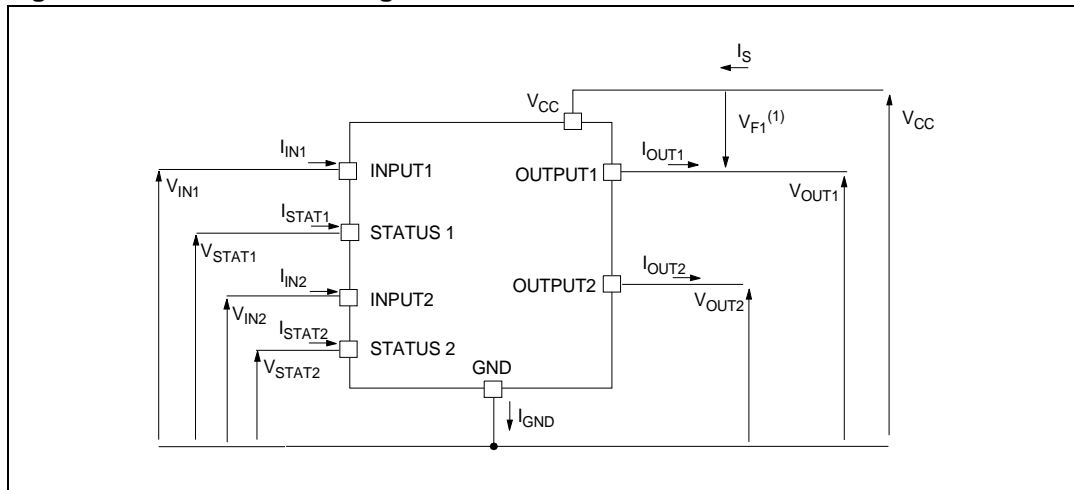 I_S
V_CC
V_F1^(1)
V_CC
I_IN1
INPUT1
V_IN1
OUTPUT1
I_OUT1
V_OUT1
I_STAT1
STATUS 1
V_STAT1
I_IN2
INPUT2
V_IN2
OUTPUT2
I_OUT2
V_OUT2
I_STAT2
STATUS 2
V_STAT2
GND
I_GND